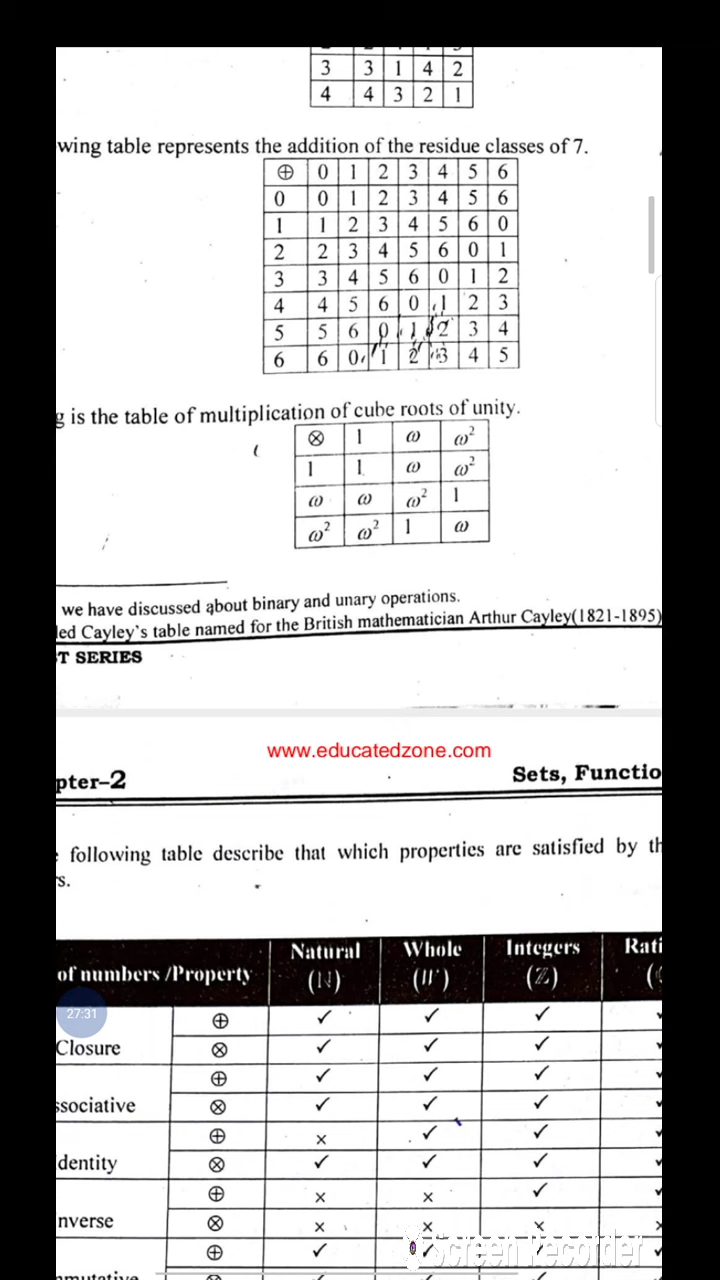 3 3 1 4 2
4 4 3 2 1
wing table represents the addition of the residue classes of 7.
⊕ 0 1 2 3 4 5 6
0 0 1 2 3 4 5 6
1 1 2 3 4 5 6 0
2 2 3 4 5 6 0 1
3 3 4 5 6 0 1 2
4 4 5 6 0 1 2 3
5 5 6 0 1 2 3 4
6 6 0 1 2 3 4 5
g is the table of multiplication of cube roots of unity.
⊗ 1 ω ω²
1 1 ω ω²
ω ω ω² 1
ω² ω² 1 ω
we have discussed about binary and unary operations.
led Cayley's table named for the British mathematician Arthur Cayley(1821-1895)
T SERIES
www.educatedzone.com
pter–2 Sets, Functio
following table describe that which properties are satisfied by th
s.
of numbers /Property Natural (N) Whole (W) Integers (Z) Rati
27:31
⊕ ✓ ✓ ✓ ✓
Closure ⊗ ✓ ✓ ✓ ✓
⊕ ✓ ✓ ✓ ✓
ssociative ⊗ ✓ ✓ ✓ ✓
⊕ × ✓ ✓ ✓
dentity ⊗ ✓ ✓ ✓ ✓
⊕ × × ✓ ✓
nverse ⊗ × × × ×
⊕ ✓ ✓ ✓ ✓
Screen Recorder
mmutative